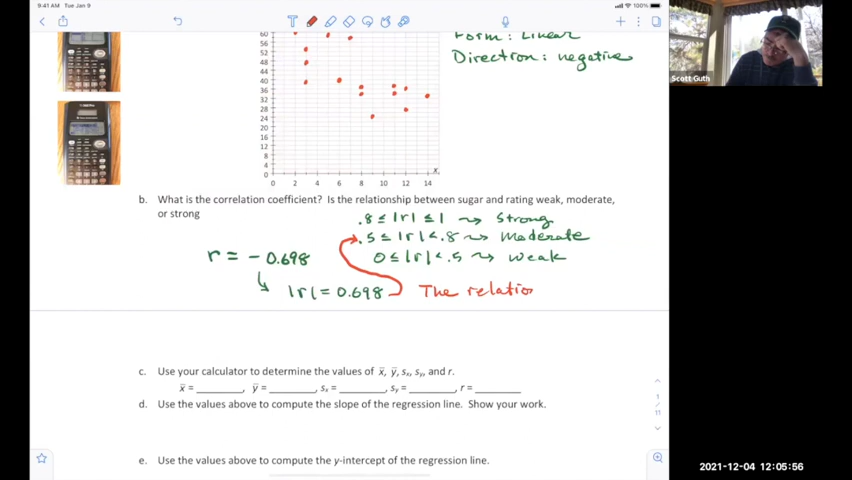 9:41 AM Tue Jan 9
100%
Form: Linear
Direction: negative
Scott Guth
60
56
52
48
44
40
36
32
28
24
20
16
12
8
4
0
x
0 2 4 6 8 10 12 14
b. What is the correlation coefficient? Is the relationship between sugar and rating weak, moderate,
or strong
.8 ≤ |r| ≤ 1 ⇝ Strong
.5 ≤ |r| < .8 ⇝ Moderate
0 ≤ |r| < .5 ⇝ weak
r = -0.698
|r| = 0.698 The relation
c. Use your calculator to determine the values of x̄, ȳ, sx, sy, and r.
x̄ = ________, ȳ = ________, sx = ________, sy = ________, r = ________
d. Use the values above to compute the slope of the regression line. Show your work.
1
/
11
e. Use the values above to compute the y-intercept of the regression line.
2021-12-04 12:05:56